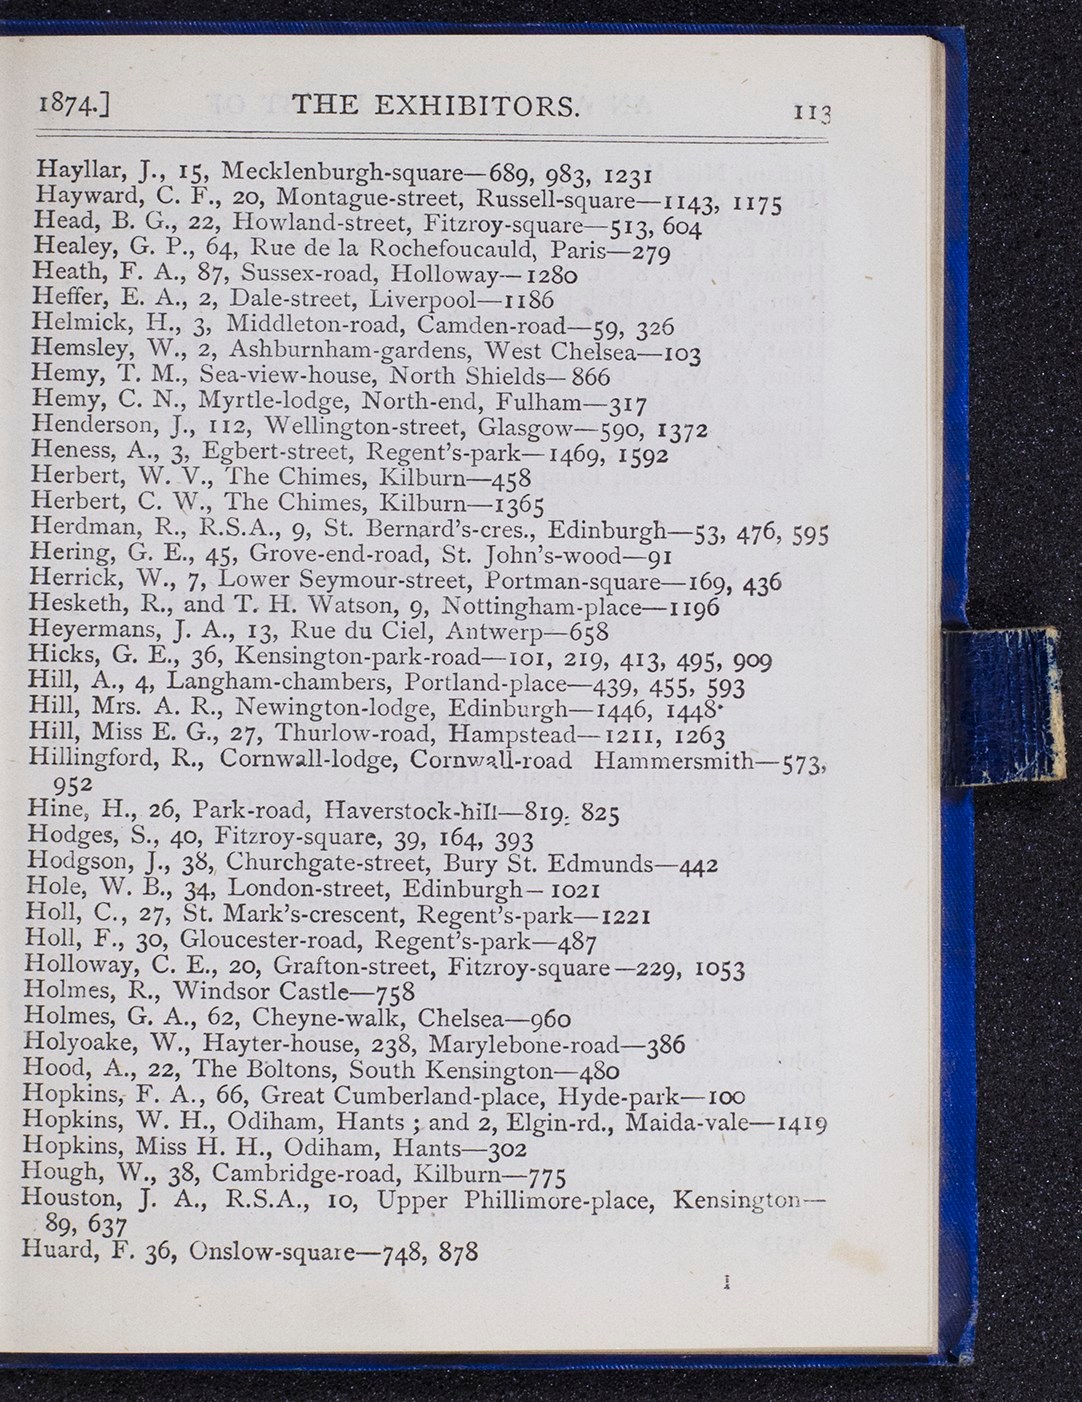 1874.] THE EXHIBITORS. 113
Hayllar, J., 15, Mecklenburgh-square—689, 983, 1231
Hayward, C. F., 20, Montague-street, Russell-square—1143, 1175
Head, B. G., 22, Howland-street, Fitzroy-square—513, 604
Healey, G. P., 64, Rue de la Rochefoucauld, Paris—279
Heath, F. A., 87, Sussex-road, Holloway—1280
Heffer, E. A., 2, Dale-street, Liverpool—1186
Helmick, H., 3, Middleton-road, Camden-road—59, 326
Hemsley, W., 2, Ashburnham-gardens, West Chelsea—103
Hemy, T. M., Sea-view-house, North Shields—866
Hemy, C. N., Myrtle-lodge, North-end, Fulham—317
Henderson, J., 112, Wellington-street, Glasgow—590, 1372
Heness, A., 3, Egbert-street, Regent's-park—1469, 1592
Herbert, W. V., The Chimes, Kilburn—458
Herbert, C. W., The Chimes, Kilburn—1365
Herdman, R., R.S.A., 9, St. Bernard's-cres., Edinburgh—53, 476, 595
Hering, G. E., 45, Grove-end-road, St. John's-wood—91
Herrick, W., 7, Lower Seymour-street, Portman-square—169, 436
Hesketh, R., and T. H. Watson, 9, Nottingham-place—1196
Heyermans, J. A., 13, Rue du Ciel, Antwerp—658
Hicks, G. E., 36, Kensington-park-road—101, 219, 413, 495, 909
Hill, A., 4, Langham-chambers, Portland-place—439, 455, 593
Hill, Mrs. A. R., Newington-lodge, Edinburgh—1446, 1448
Hill, Miss E. G., 27, Thurlow-road, Hampstead—1211, 1263
Hillingford, R., Cornwall-lodge, Cornwall-road Hammersmith—573,
952
Hine, H., 26, Park-road, Haverstock-hill—819, 825
Hodges, S., 40, Fitzroy-square, 39, 164, 393
Hodgson, J., 38, Churchgate-street, Bury St. Edmunds—442
Hole, W. B., 34, London-street, Edinburgh—1021
Holl, C., 27, St. Mark's-crescent, Regent's-park—1221
Holl, F., 30, Gloucester-road, Regent's-park—487
Holloway, C. E., 20, Grafton-street, Fitzroy-square—229, 1053
Holmes, R., Windsor Castle—758
Holmes, G. A., 62, Cheyne-walk, Chelsea—960
Holyoake, W., Hayter-house, 238, Marylebone-road—386
Hood, A., 22, The Boltons, South Kensington—480
Hopkins, F. A., 66, Great Cumberland-place, Hyde-park—100
Hopkins, W. H., Odiham, Hants ; and 2, Elgin-rd., Maida-vale—1419
Hopkins, Miss H. H., Odiham, Hants—302
Hough, W., 38, Cambridge-road, Kilburn—775
Houston, J. A., R.S.A., 10, Upper Phillimore-place, Kensington—
89, 637
Huard, F. 36, Onslow-square—748, 878
I